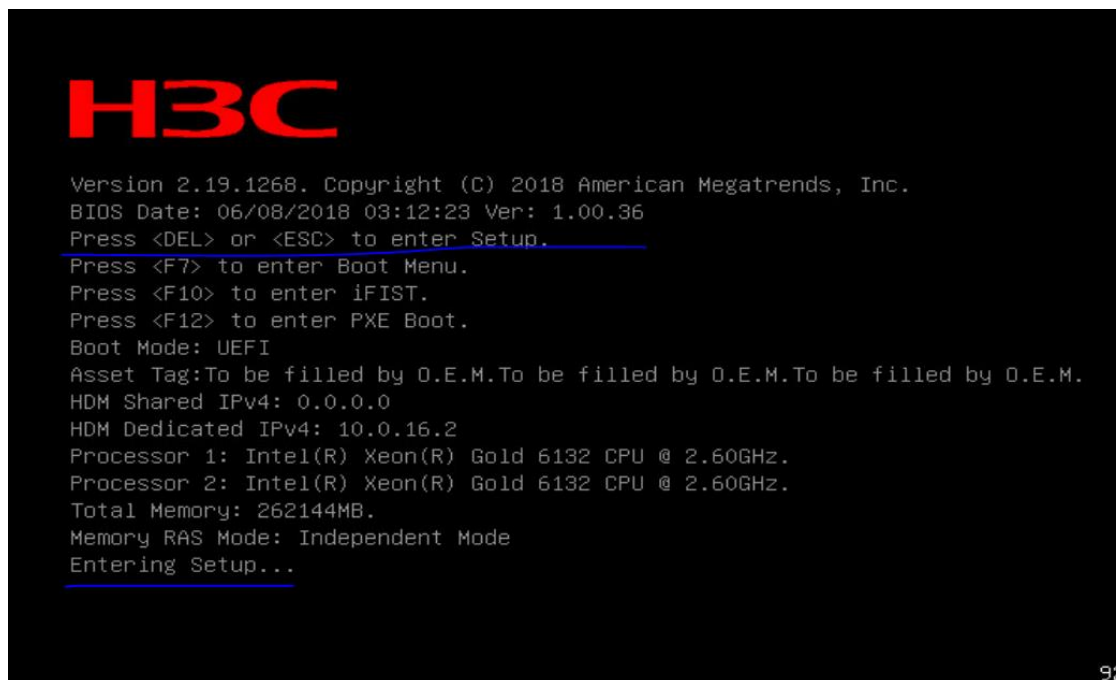 H3C
Version 2.19.1268. Copyright (C) 2018 American Megatrends, Inc.
BIOS Date: 06/08/2018 03:12:23 Ver: 1.00.36
Press <DEL> or <ESC> to enter Setup.
Press <F7> to enter Boot Menu.
Press <F10> to enter iFIST.
Press <F12> to enter PXE Boot.
Boot Mode: UEFI
Asset Tag:To be filled by O.E.M.To be filled by O.E.M.To be filled by O.E.M.
HDM Shared IPv4: 0.0.0.0
HDM Dedicated IPv4: 10.0.16.2
Processor 1: Intel(R) Xeon(R) Gold 6132 CPU @ 2.60GHz.
Processor 2: Intel(R) Xeon(R) Gold 6132 CPU @ 2.60GHz.
Total Memory: 262144MB.
Memory RAS Mode: Independent Mode
Entering Setup...